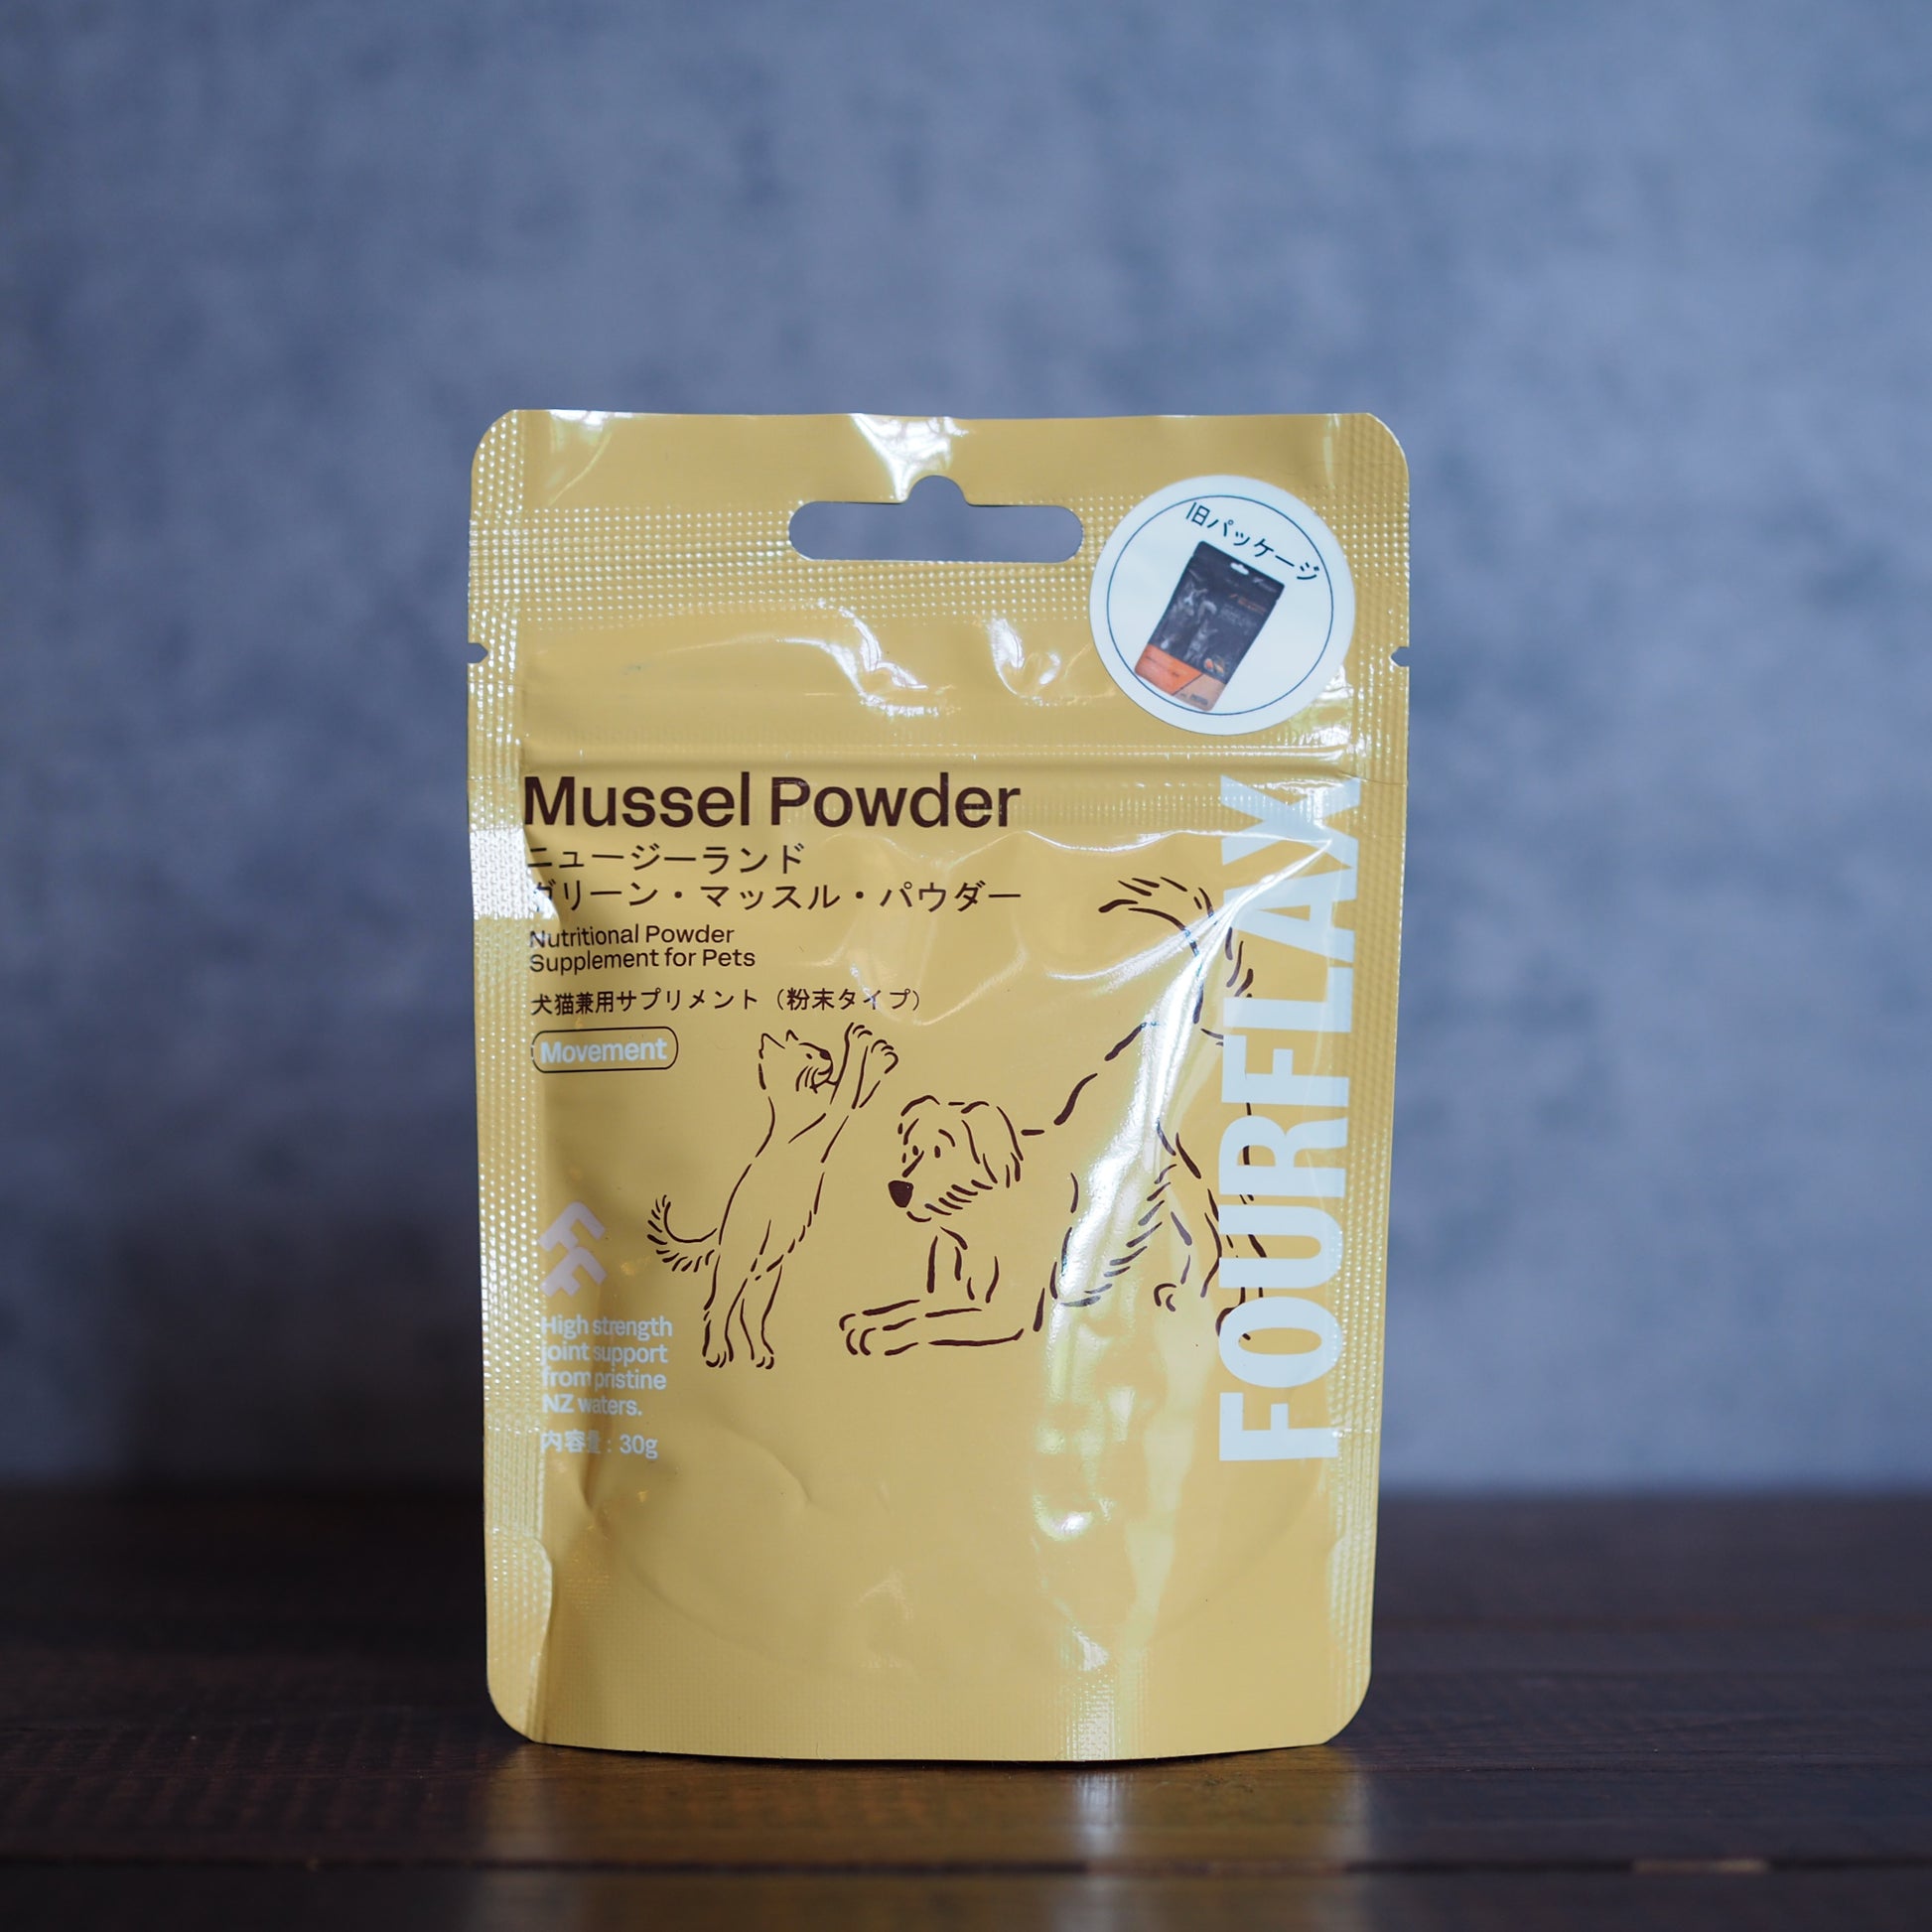 旧パッケージ
Mussel Powder
ニュージーランド
グリーン・マッスル・パウダー
Nutritional Powder
Supplement for Pets
犬猫兼用サプリメント（粉末タイプ）
Movement
FOURFLAX
High strength
joint support
from pristine
NZ waters.
内容量：30g